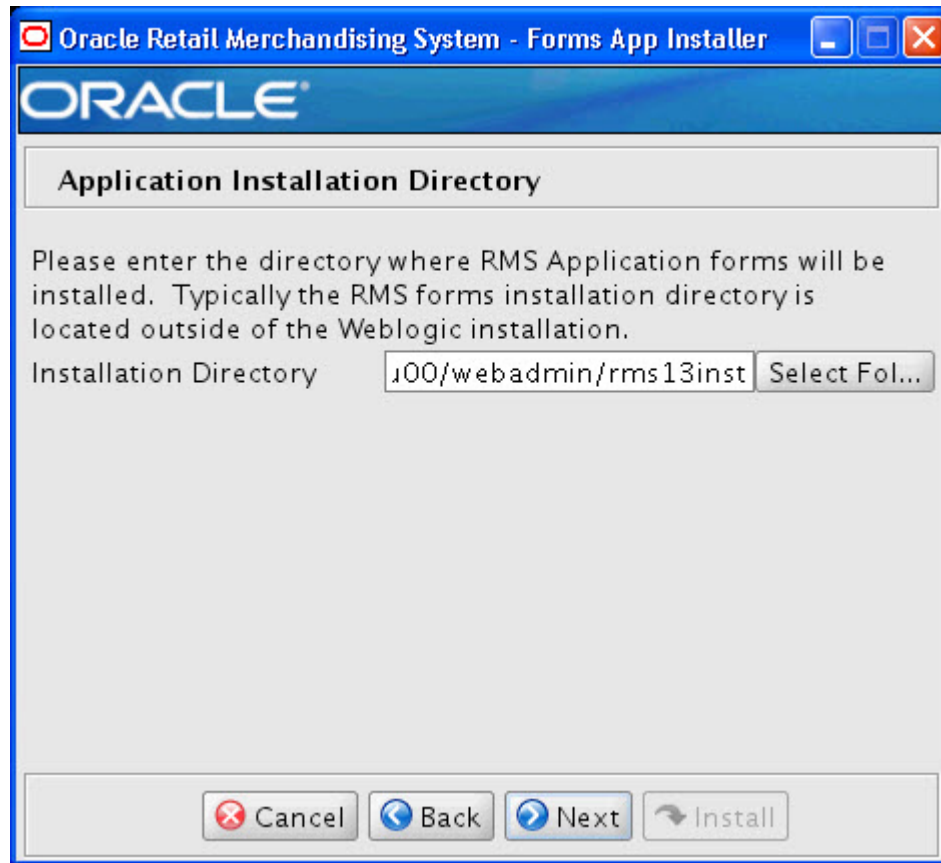 Oracle Retail Merchandising System - Forms App Installer
ORACLE
Application Installation Directory
Please enter the directory where RMS Application forms will be
installed. Typically the RMS forms installation directory is
located outside of the Weblogic installation.
Installation Directory
00/webadmin/rms13inst
Select Fol...
Cancel
Back
Next
Install